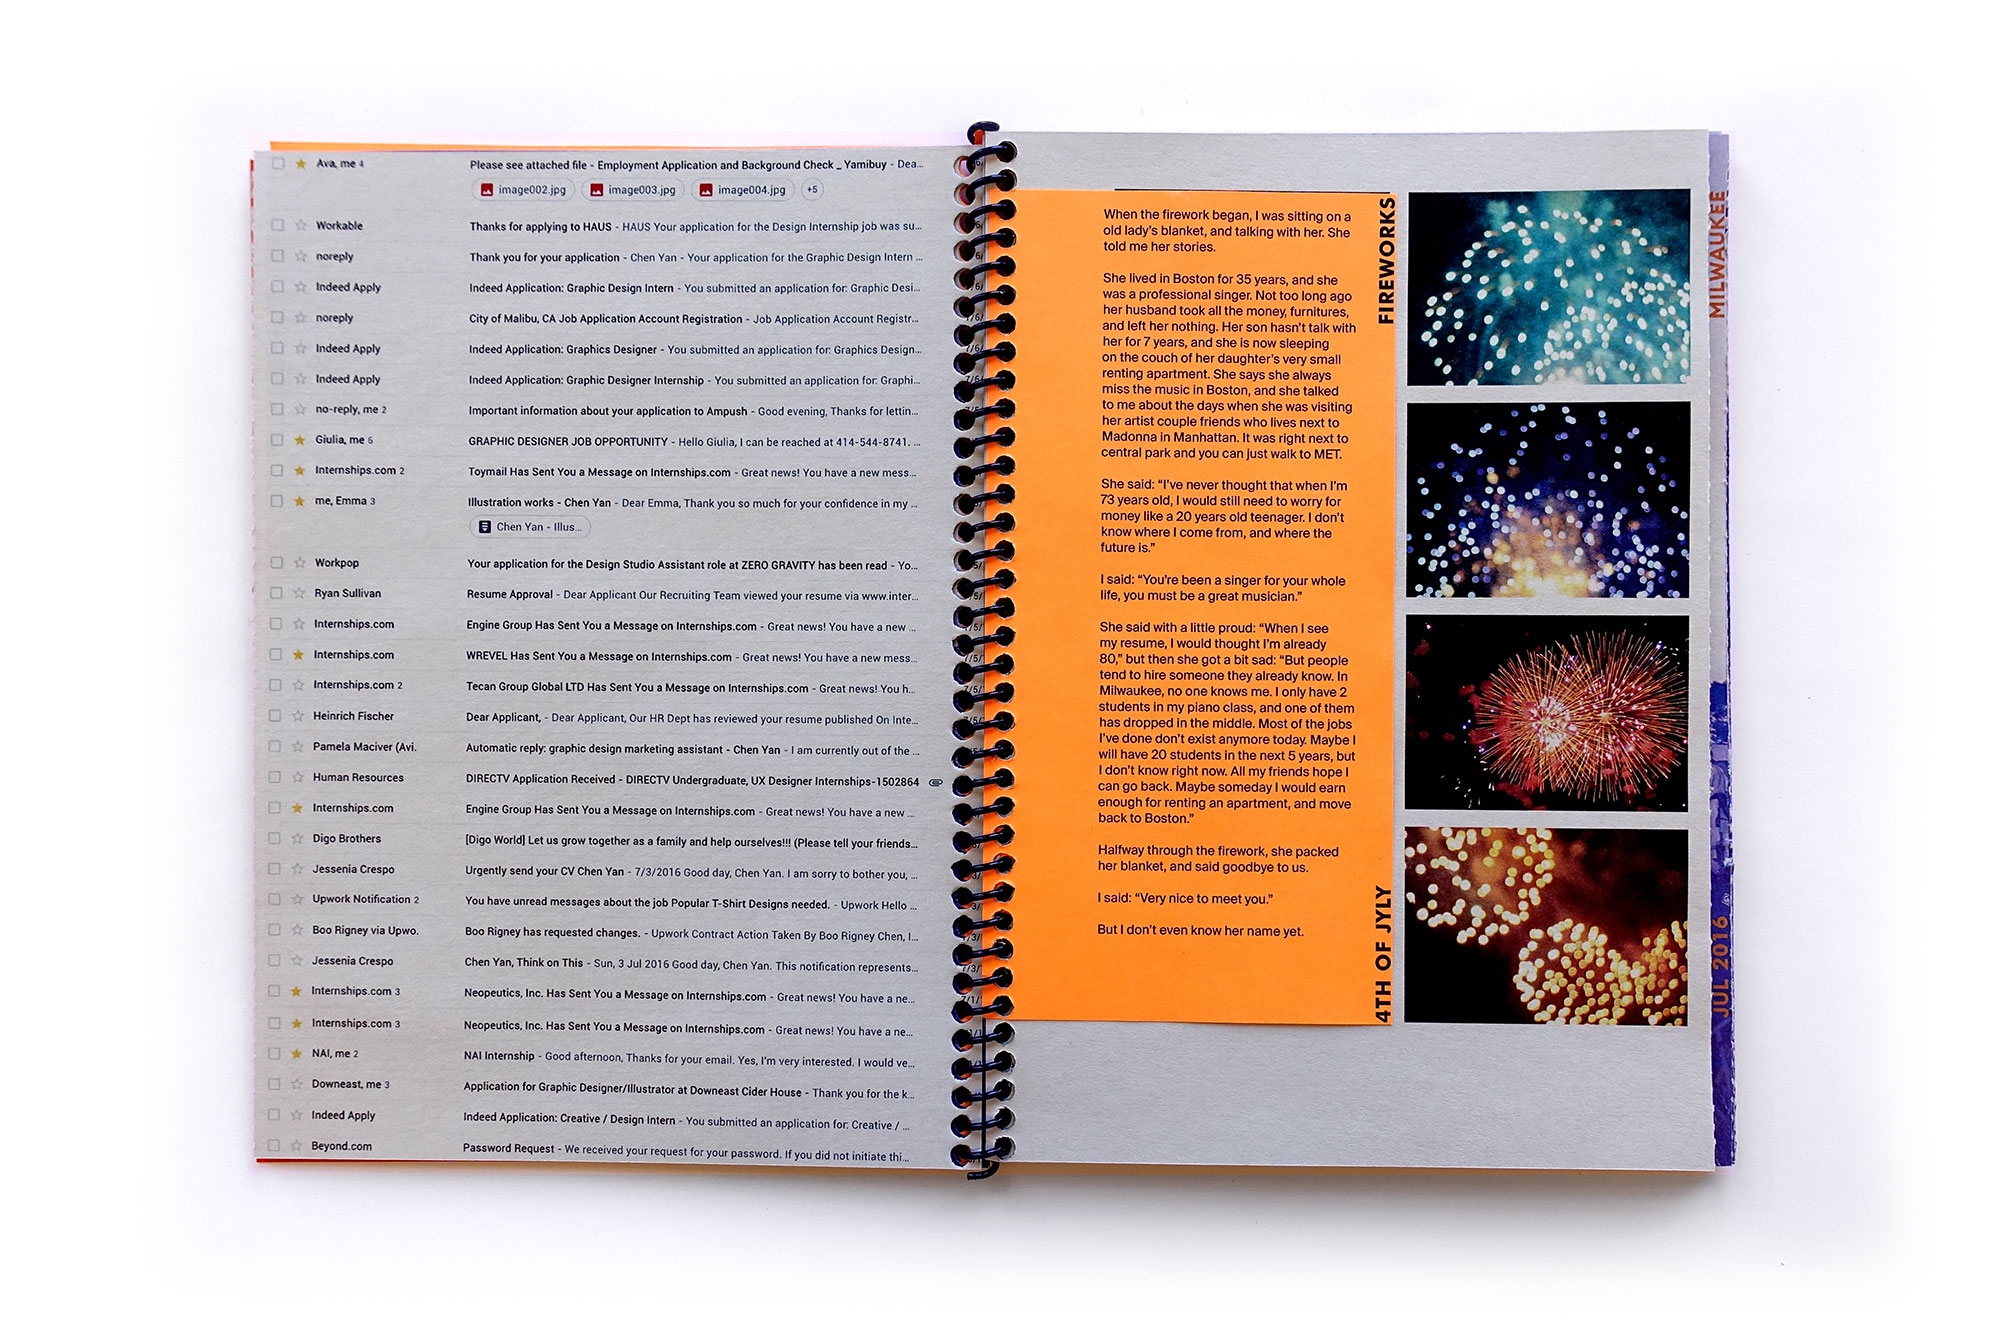 Ava, me 4 Please see attached file - Employment Application and Background Check _ Yamibuy - Dea...
image002.jpg image003.jpg image004.jpg +5
Workable Thanks for applying to HAUS - HAUS Your application for the Design Internship job was su...
noreply Thank you for your application - Chen Yan - Your application for the Graphic Design Intern ...
Indeed Apply Indeed Application: Graphic Design Intern - You submitted an application for: Graphic Desi...
noreply City of Malibu, CA Job Application Account Registration - Job Application Account Registr...
Indeed Apply Indeed Application: Graphics Designer - You submitted an application for: Graphics Design...
Indeed Apply Indeed Application: Graphic Designer Internship - You submitted an application for: Graphi...
no-reply, me 2 Important information about your application to Ampush - Good evening, Thanks for lettin...
Giulia, me 6 GRAPHIC DESIGNER JOB OPPORTUNITY - Hello Giulia, I can be reached at 414-544-8741. ...
Internships.com 2 Toymail Has Sent You a Message on Internships.com - Great news! You have a new mess...
me, Emma 3 Illustration works - Chen Yan - Dear Emma, Thank you so much for your confidence in my ...
Chen Yan - Illus...
Workpop Your application for the Design Studio Assistant role at ZERO GRAVITY has been read - Yo...
Ryan Sullivan Resume Approval - Dear Applicant Our Recruiting Team viewed your resume via www.inter...
Internships.com Engine Group Has Sent You a Message on Internships.com - Great news! You have a new ...
Internships.com WREVEL Has Sent You a Message on Internships.com - Great news! You have a new mess...
Internships.com 2 Tecan Group Global LTD Has Sent You a Message on Internships.com - Great news! You h...
Heinrich Fischer Dear Applicant, - Dear Applicant, Our HR Dept has reviewed your resume published On Inte...
Pamela Maciver (Avi. Automatic reply: graphic design marketing assistant - Chen Yan - I am currently out of the ...
Human Resources DIRECTV Application Received - DIRECTV Undergraduate, UX Designer Internships-1502864
Internships.com Engine Group Has Sent You a Message on Internships.com - Great news! You have a new ...
Digo Brothers [Digo World] Let us grow together as a family and help ourselves!!! (Please tell your friends...
Jessenia Crespo Urgently send your CV Chen Yan - 7/3/2016 Good day, Chen Yan. I am sorry to bother you, ...
Upwork Notification 2 You have unread messages about the job Popular T-Shirt Designs needed. - Upwork Hello ...
Boo Rigney via Upwo. Boo Rigney has requested changes. - Upwork Contract Action Taken By Boo Rigney Chen, I...
Jessenia Crespo Chen Yan, Think on This - Sun, 3 Jul 2016 Good day, Chen Yan. This notification represents...
Internships.com 3 Neopeutics, Inc. Has Sent You a Message on Internships.com - Great news! You have a ne...
Internships.com 3 Neopeutics, Inc. Has Sent You a Message on Internships.com - Great news! You have a ne...
NAI, me 2 NAI Internship - Good afternoon, Thanks for your email. Yes, I'm very interested. I would ve...
Downeast, me 3 Application for Graphic Designer/Illustrator at Downeast Cider House - Thank you for the k...
Indeed Apply Indeed Application: Creative / Design Intern - You submitted an application for: Creative / ...
Beyond.com Password Request - We received your request for your password. If you did not initiate thi...
When the firework began, I was sitting on a
old lady's blanket, and talking with her. She
told me her stories.
She lived in Boston for 35 years, and she
was a professional singer. Not too long ago
her husband took all the money, furnitures,
and left her nothing. Her son hasn't talk with
her for 7 years, and she is now sleeping
on the couch of her daughter's very small
renting apartment. She says she always
miss the music in Boston, and she talked
to me about the days when she was visiting
her artist couple friends who lives next to
Madonna in Manhattan. It was right next to
central park and you can just walk to MET.
She said: “I've never thought that when I'm
73 years old, I would still need to worry for
money like a 20 years old teenager. I don't
know where I come from, and where the
future is.”
I said: “You're been a singer for your whole
life, you must be a great musician.”
She said with a little proud: “When I see
my resume, I would thought I'm already
80,” but then she got a bit sad: “But people
tend to hire someone they already know. In
Milwaukee, no one knows me. I only have 2
students in my piano class, and one of them
has dropped in the middle. Most of the jobs
I've done don't exist anymore today. Maybe I
will have 20 students in the next 5 years, but
I don't know right now. All my friends hope I
can go back. Maybe someday I would earn
enough for renting an apartment, and move
back to Boston.”
Halfway through the firework, she packed
her blanket, and said goodbye to us.
I said: “Very nice to meet you.”
But I don't even know her name yet.
FIREWORKS
4TH OF JYLY
MILWAUKEE
JUL 2016